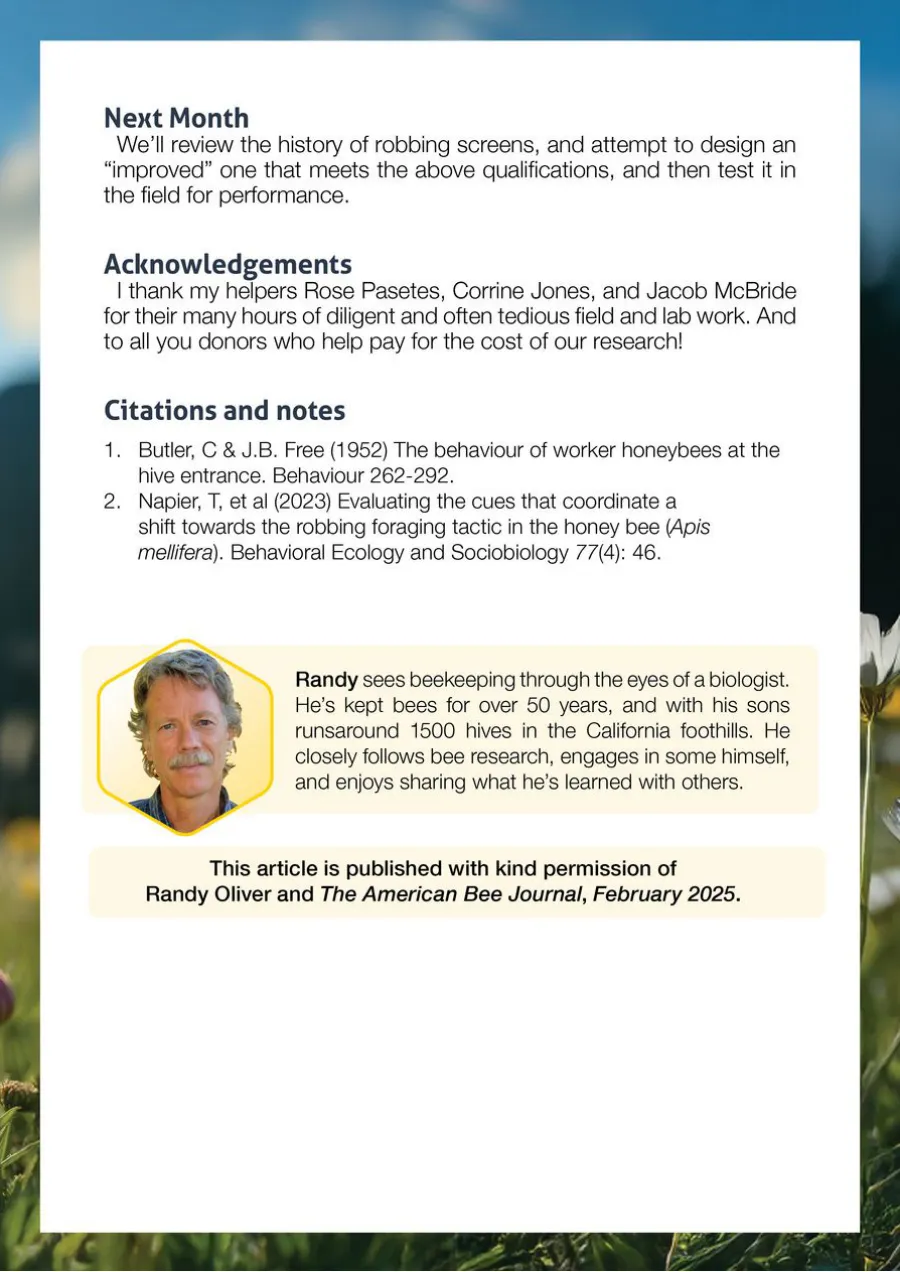 Next Month
We’ll review the history of robbing screens, and attempt to design an
“improved” one that meets the above qualifications, and then test it in
the field for performance.
Acknowledgements
I thank my helpers Rose Pasetes, Corrine Jones, and Jacob McBride
for their many hours of diligent and often tedious field and lab work. And
to all you donors who help pay for the cost of our research!
Citations and notes
1. Butler, C & J.B. Free (1952) The behaviour of worker honeybees at the
hive entrance. Behaviour 262-292.
2. Napier, T, et al (2023) Evaluating the cues that coordinate a
shift towards the robbing foraging tactic in the honey bee (Apis
mellifera). Behavioral Ecology and Sociobiology 77(4): 46.
Randy sees beekeeping through the eyes of a biologist.
He’s kept bees for over 50 years, and with his sons
runsaround 1500 hives in the California foothills. He
closely follows bee research, engages in some himself,
and enjoys sharing what he’s learned with others.
This article is published with kind permission of
Randy Oliver and The American Bee Journal, February 2025.